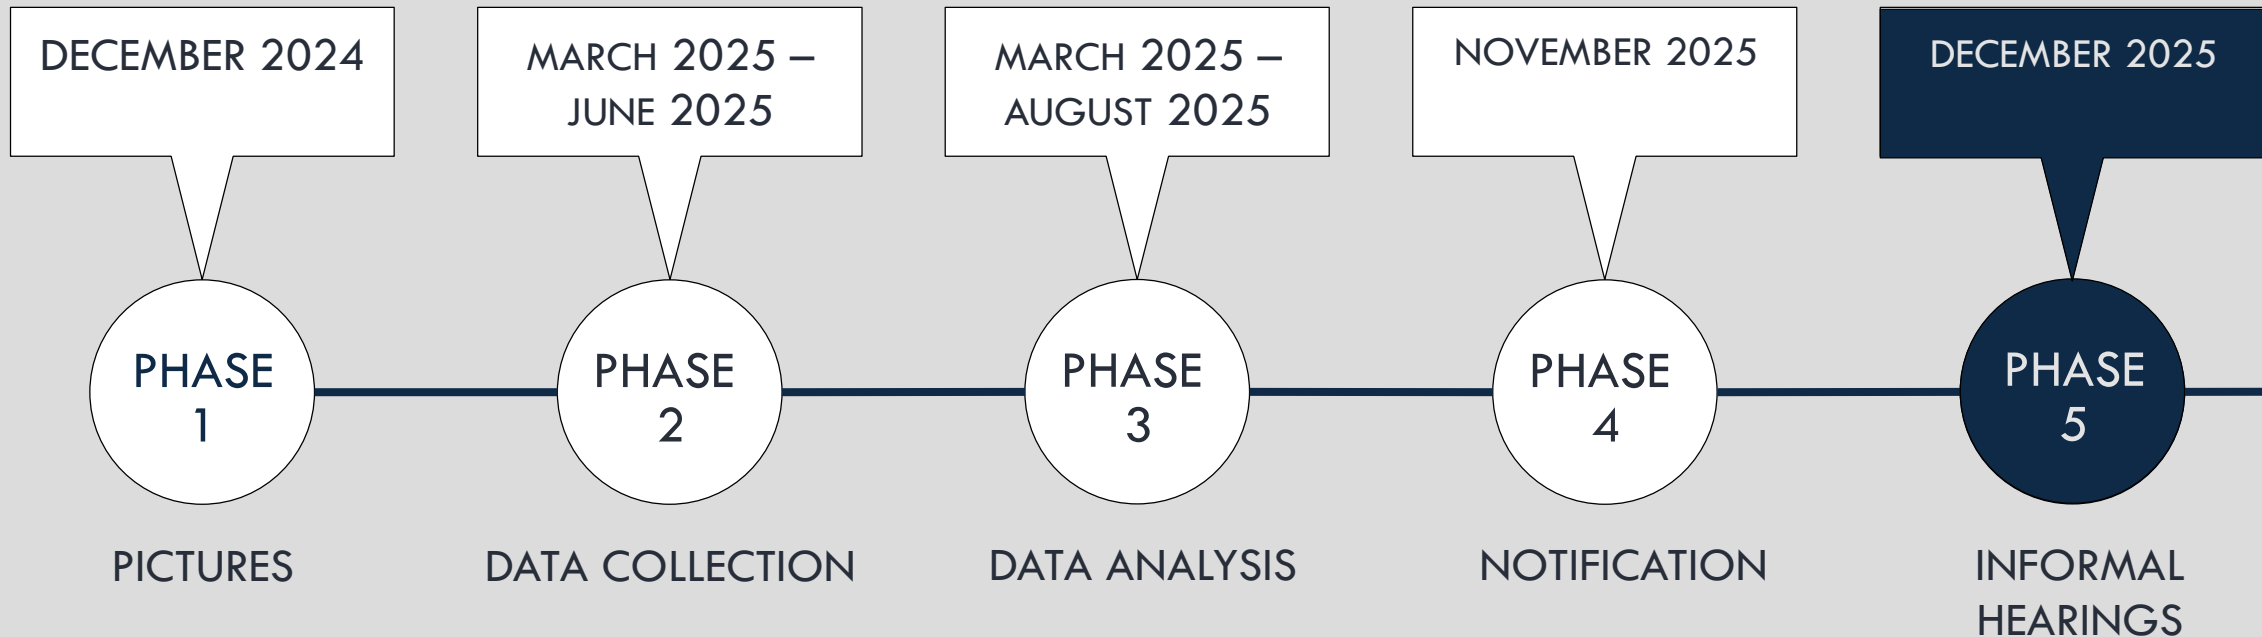 DECEMBER 2024
MARCH 2025 –
JUNE 2025
MARCH 2025 –
AUGUST 2025
NOVEMBER 2025
DECEMBER 2025
PHASE
1
PHASE
2
PHASE
3
PHASE
4
PHASE
5
PICTURES
DATA COLLECTION
DATA ANALYSIS
NOTIFICATION
INFORMAL
HEARINGS